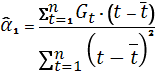 α̂₁ = Σⁿₜ₌₁ Gₜ · (t − t̄) / Σⁿₜ₌₁ (t − t̄)²